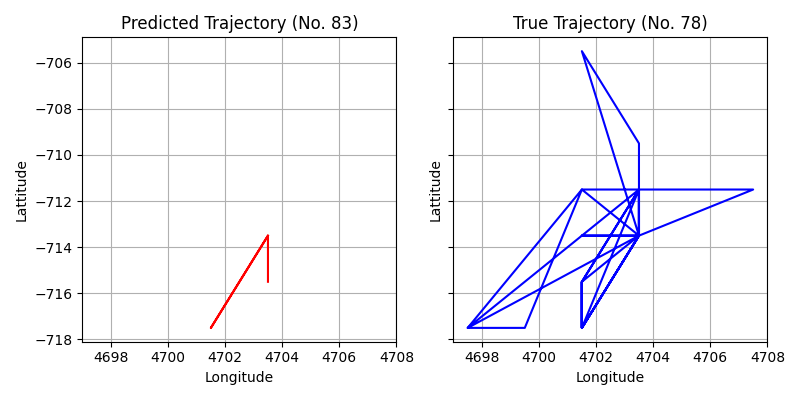 Predicted Trajectory (No. 83)
True Trajectory (No. 78)
−706
−708
−710
−712
−714
−716
−718
Lattitude
Lattitude
4698 4700 4702 4704 4706 4708
4698 4700 4702 4704 4706 4708
Longitude
Longitude